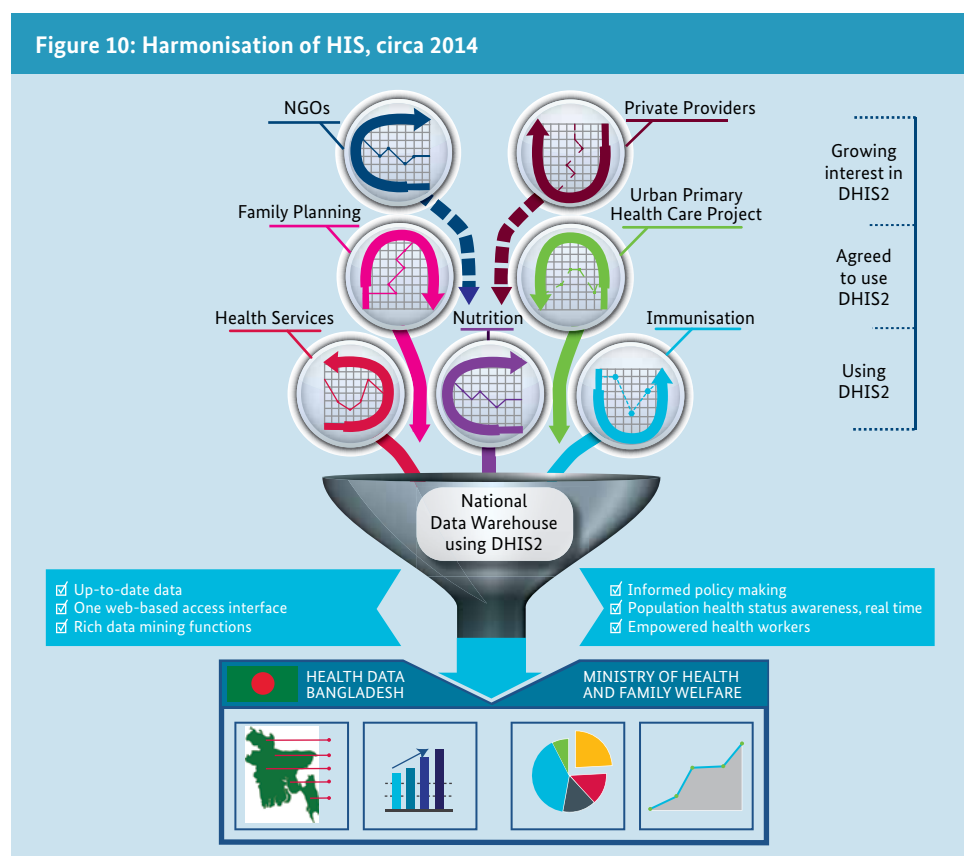 Figure 10: Harmonisation of HIS, circa 2014
NGOs
Private Providers
Growing
interest in
DHIS2
Family Planning
Urban Primary
Health Care Project
Agreed
to use
DHIS2
Health Services
Nutrition
Immunisation
Using
DHIS2
National
Data Warehouse
using DHIS2
Up-to-date data
One web-based access interface
Rich data mining functions
Informed policy making
Population health status awareness, real time
Empowered health workers
HEALTH DATA
BANGLADESH
MINISTRY OF HEALTH
AND FAMILY WELFARE